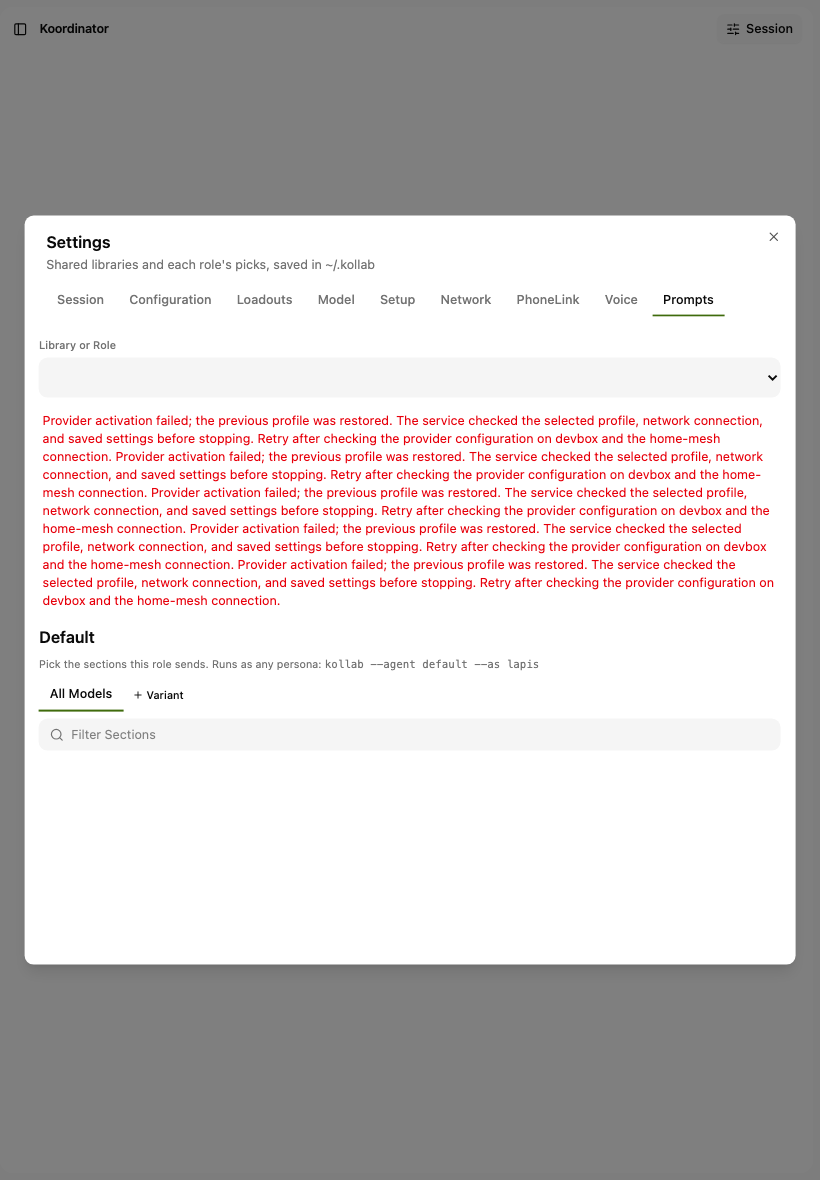 Koordinator
Session
Settings
Shared libraries and each role's picks, saved in ~/.kollab
Session
Configuration
Loadouts
Model
Setup
Network
PhoneLink
Voice
Prompts
Library or Role
Provider activation failed; the previous profile was restored. The service checked the selected profile, network connection,
and saved settings before stopping. Retry after checking the provider configuration on devbox and the home-mesh
connection. Provider activation failed; the previous profile was restored. The service checked the selected profile, network
connection, and saved settings before stopping. Retry after checking the provider configuration on devbox and the home-
mesh connection. Provider activation failed; the previous profile was restored. The service checked the selected profile,
network connection, and saved settings before stopping. Retry after checking the provider configuration on devbox and the
home-mesh connection. Provider activation failed; the previous profile was restored. The service checked the selected
profile, network connection, and saved settings before stopping. Retry after checking the provider configuration on devbox
and the home-mesh connection. Provider activation failed; the previous profile was restored. The service checked the
selected profile, network connection, and saved settings before stopping. Retry after checking the provider configuration on
devbox and the home-mesh connection.
Default
Pick the sections this role sends. Runs as any persona: kollab --agent default --as lapis
All Models
+ Variant
Filter Sections